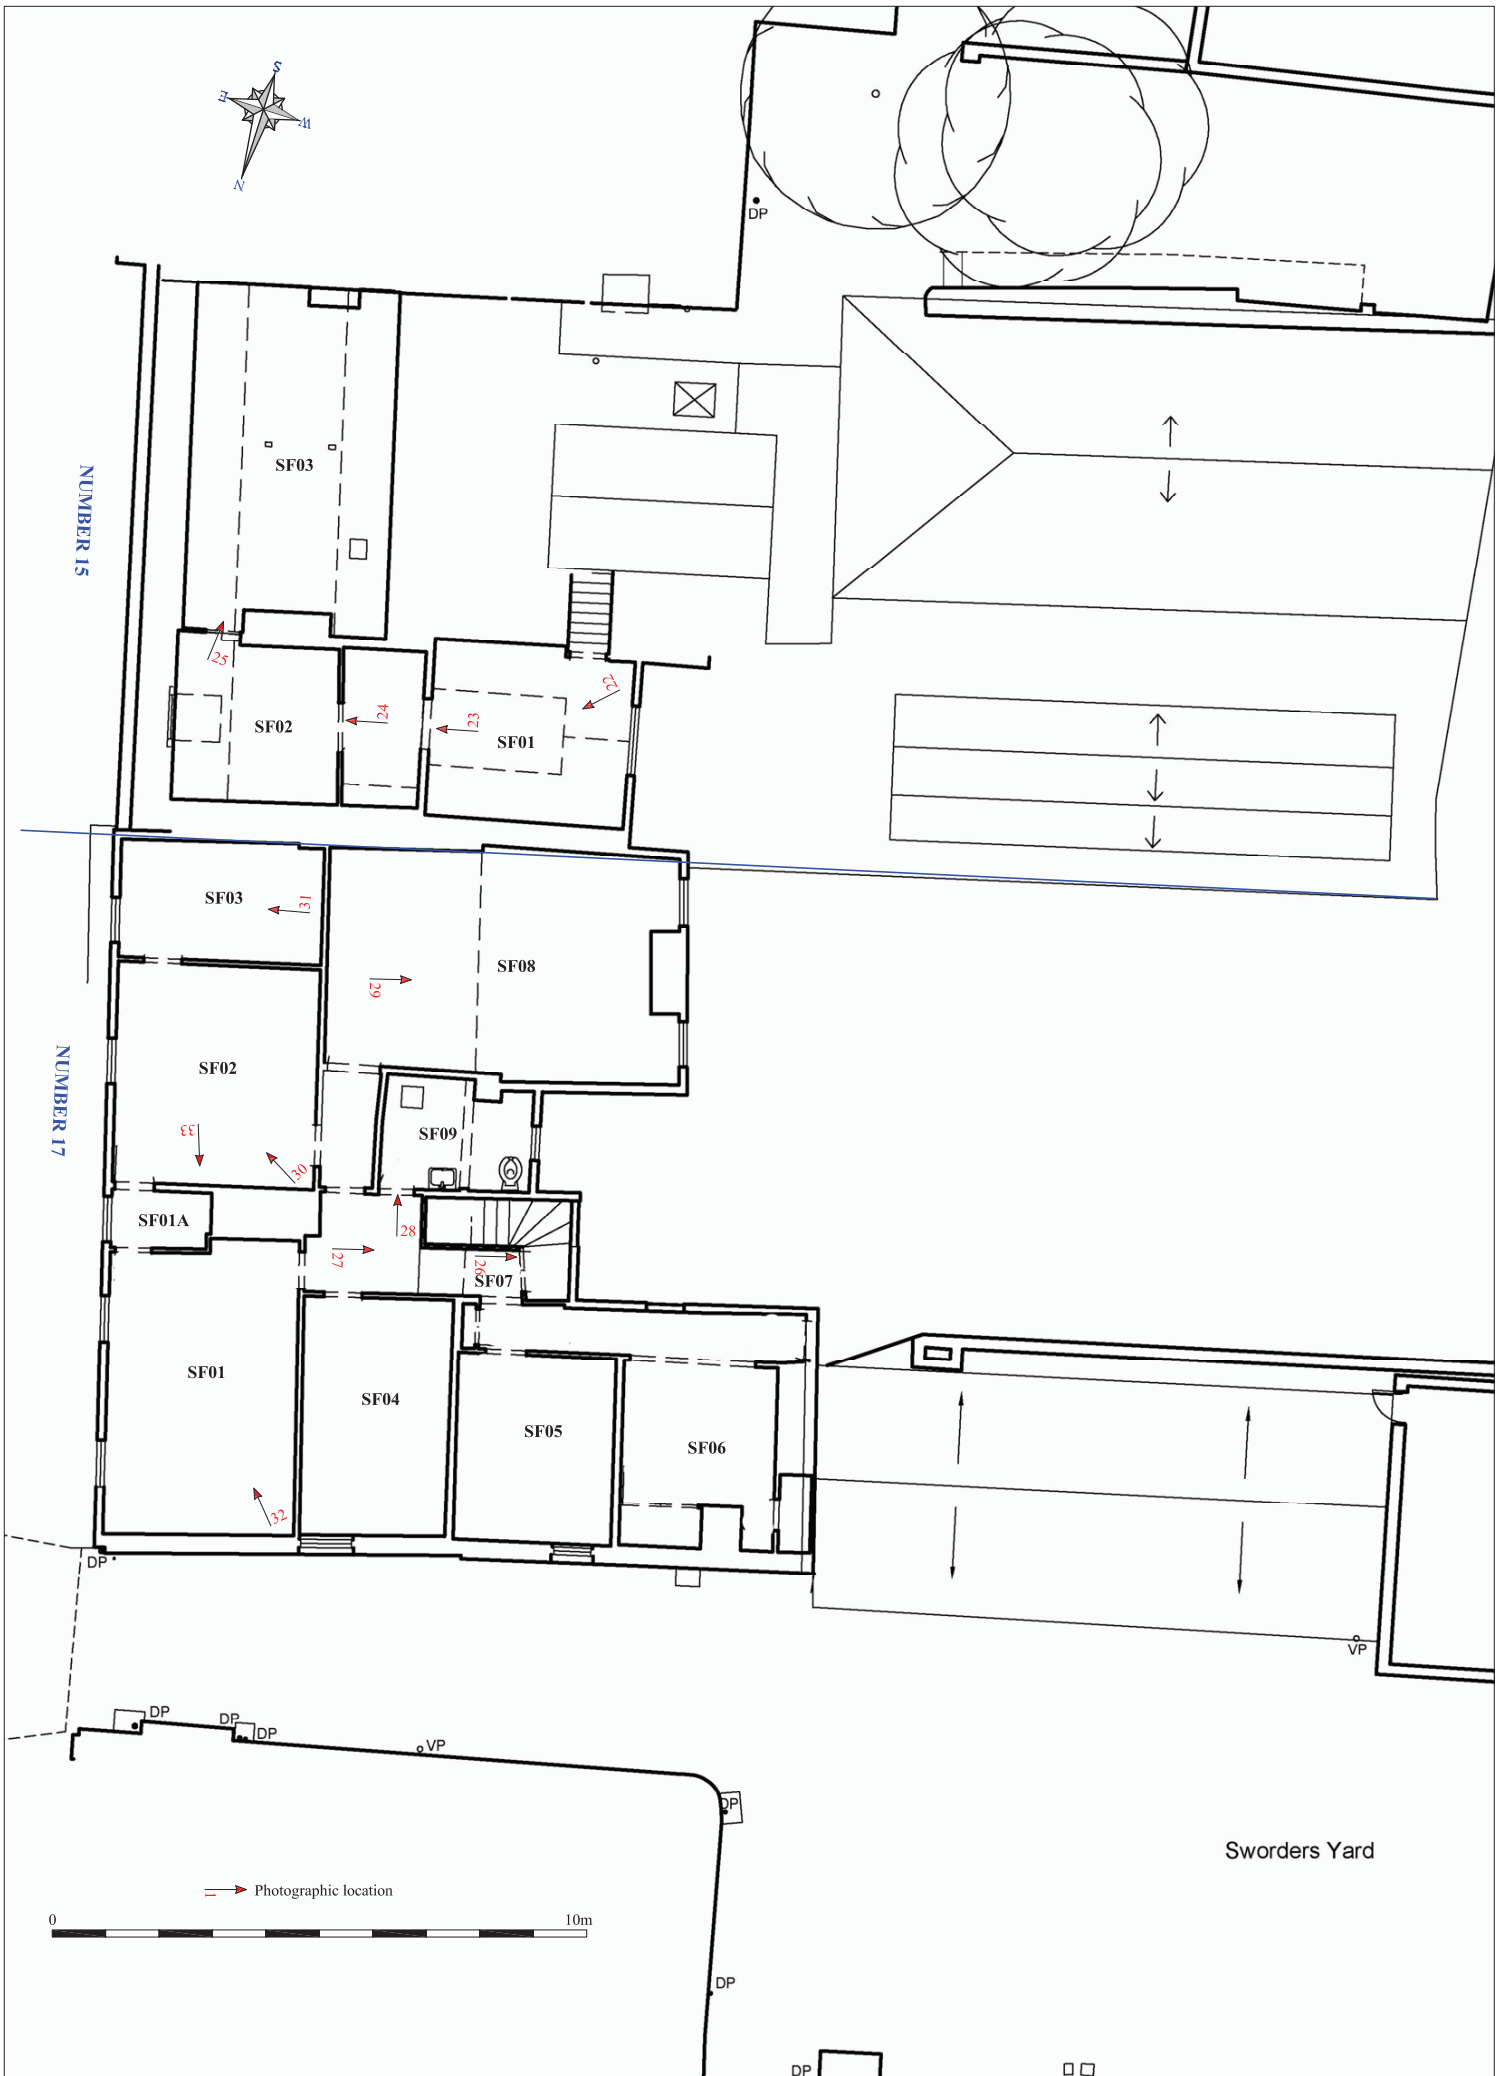 S
E
W
N
DP
SF03
NUMBER 15
25
22
24
23
SF02
SF01
SF03
31
SF08
29
SF02
NUMBER 17
33
30
SF09
SF01A
28
27
26
SF07
SF01
SF04
SF05
SF06
32
DP
VP
DP
DP
DP
VP
DP
Sworders Yard
1
Photographic location
0
10m
DP
DP